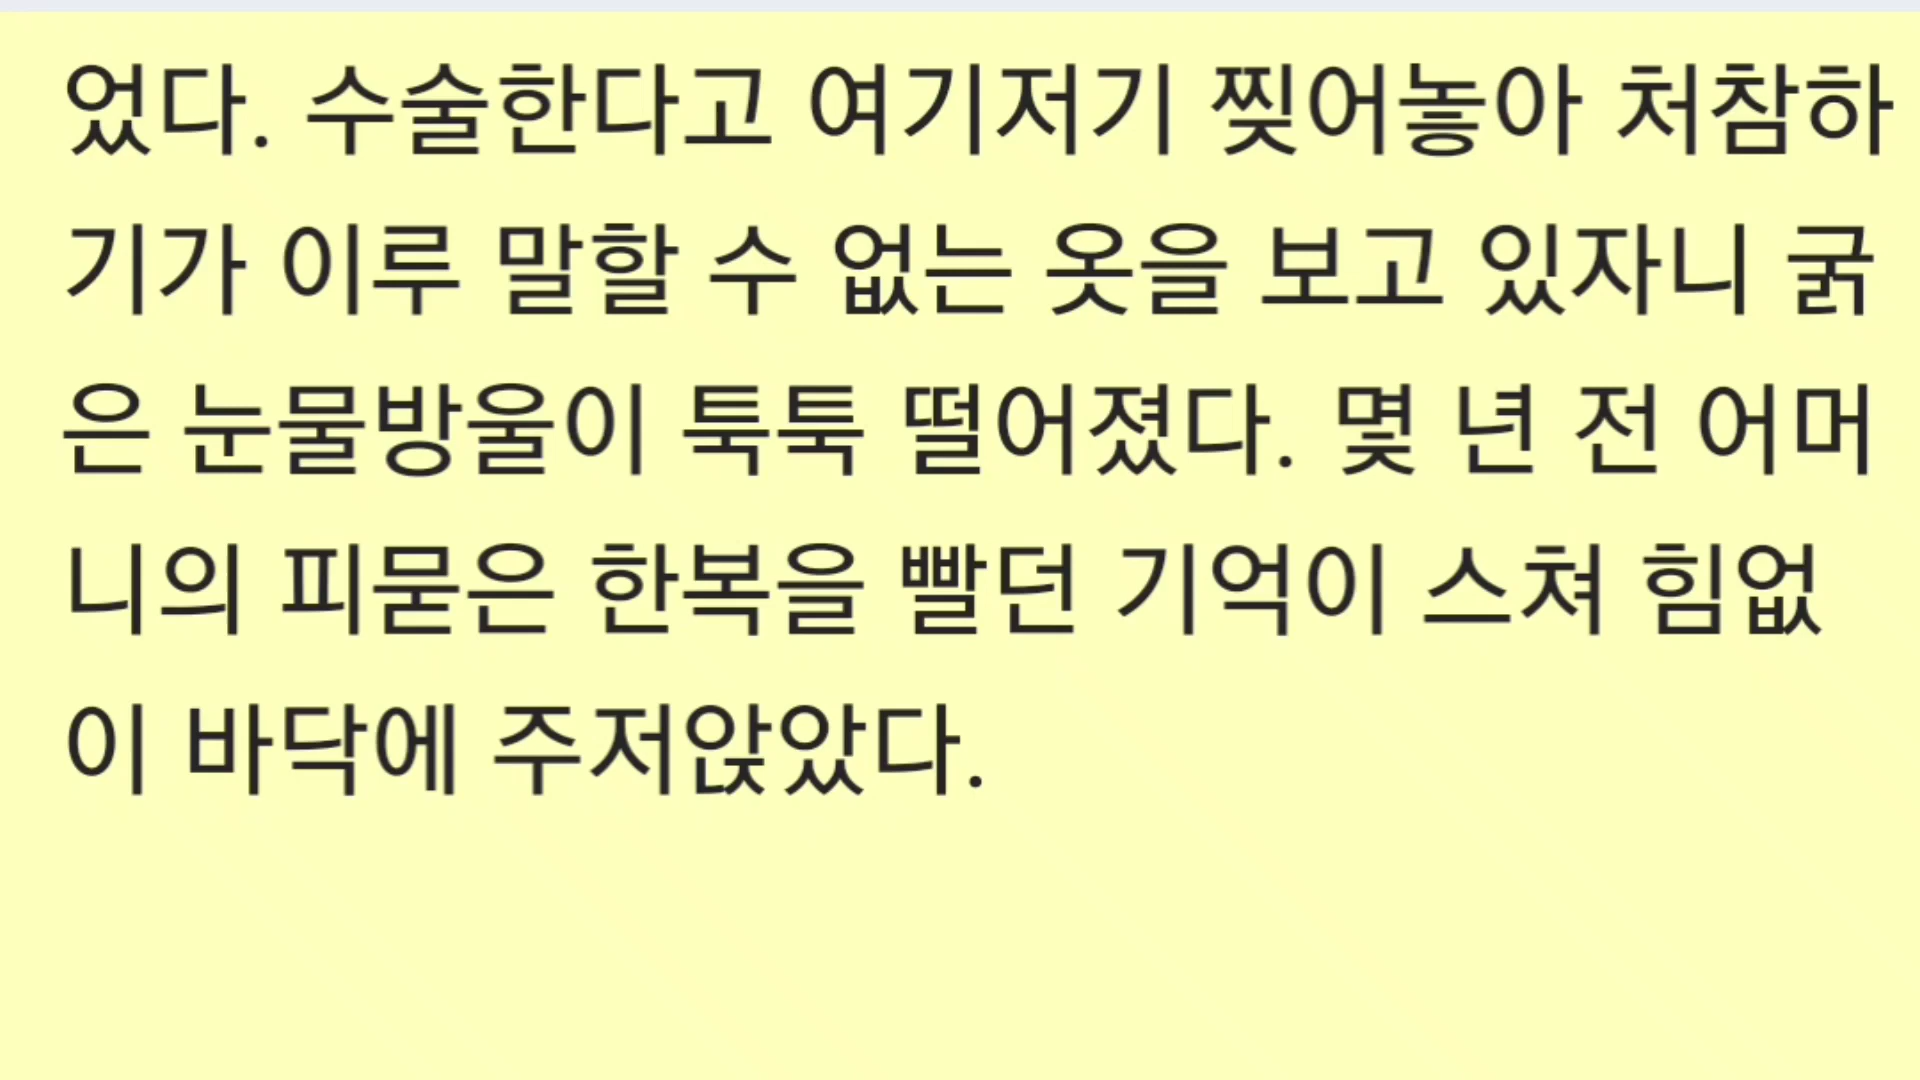 었다. 수술한다고 여기저기 찢어놓아 처참하
기가 이루 말할 수 없는 옷을 보고 있자니 굵
은 눈물방울이 툭툭 떨어졌다. 몇 년 전 어머
니의 피묻은 한복을 빨던 기억이 스쳐 힘없
이 바닥에 주저앉았다.